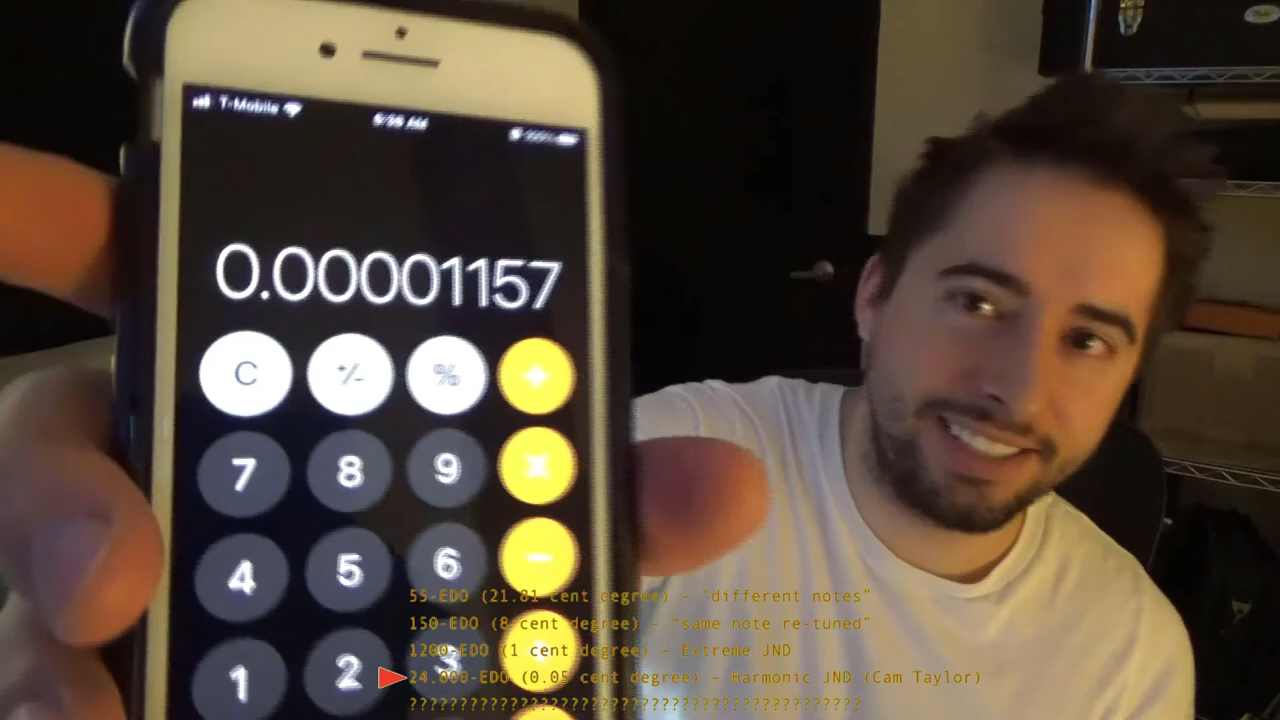 T-Mobile
0.00001157
C +/- %
7 8 9 ×
4 5 6 −
1 2 3 +
55-EDO (21.81 cent degree) – "different notes"
150-EDO (8 cent degree) – "same note re-tuned"
1200-EDO (1 cent degree) – Extreme JND
24,000-EDO (0.05 cent degree) – Harmonic JND (Cam Taylor)
????????????????????????????????????????????